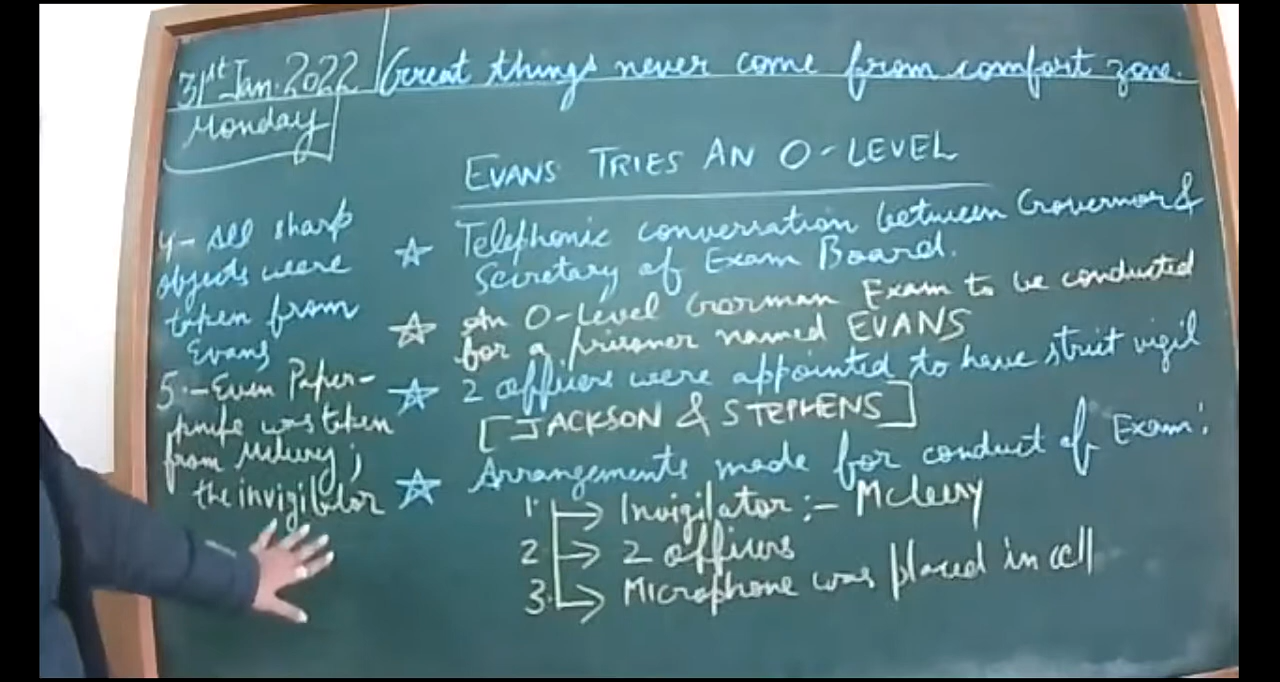 31st Jan. 2022
Monday
Great things never come from comfort zone.
EVANS TRIES AN O-LEVEL
☆ Telephonic conversation between Governor &
Secretary of Exam Board.
☆ An O-Level German Exam to be conducted
for a prisoner named EVANS
☆ 2 officers were appointed to have strict vigil
[JACKSON & STEPHENS]
☆ Arrangements made for conduct of Exam:
1 → Invigilator :- McLeery
2 → 2 officers
3. → Microphone was placed in cell
4 - All sharp
objects were
taken from
Evans
5. - Even Paper-
knife was taken
from Mcleery;
the invigilator